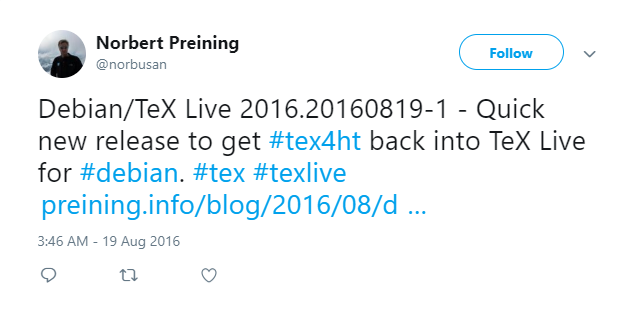 Norbert Preining
@norbusan
Follow
Debian/TeX Live 2016.20160819-1 - Quick
new release to get #tex4ht back into TeX Live
for #debian. #tex #texlive
preining.info/blog/2016/08/d ...
3:46 AM - 19 Aug 2016